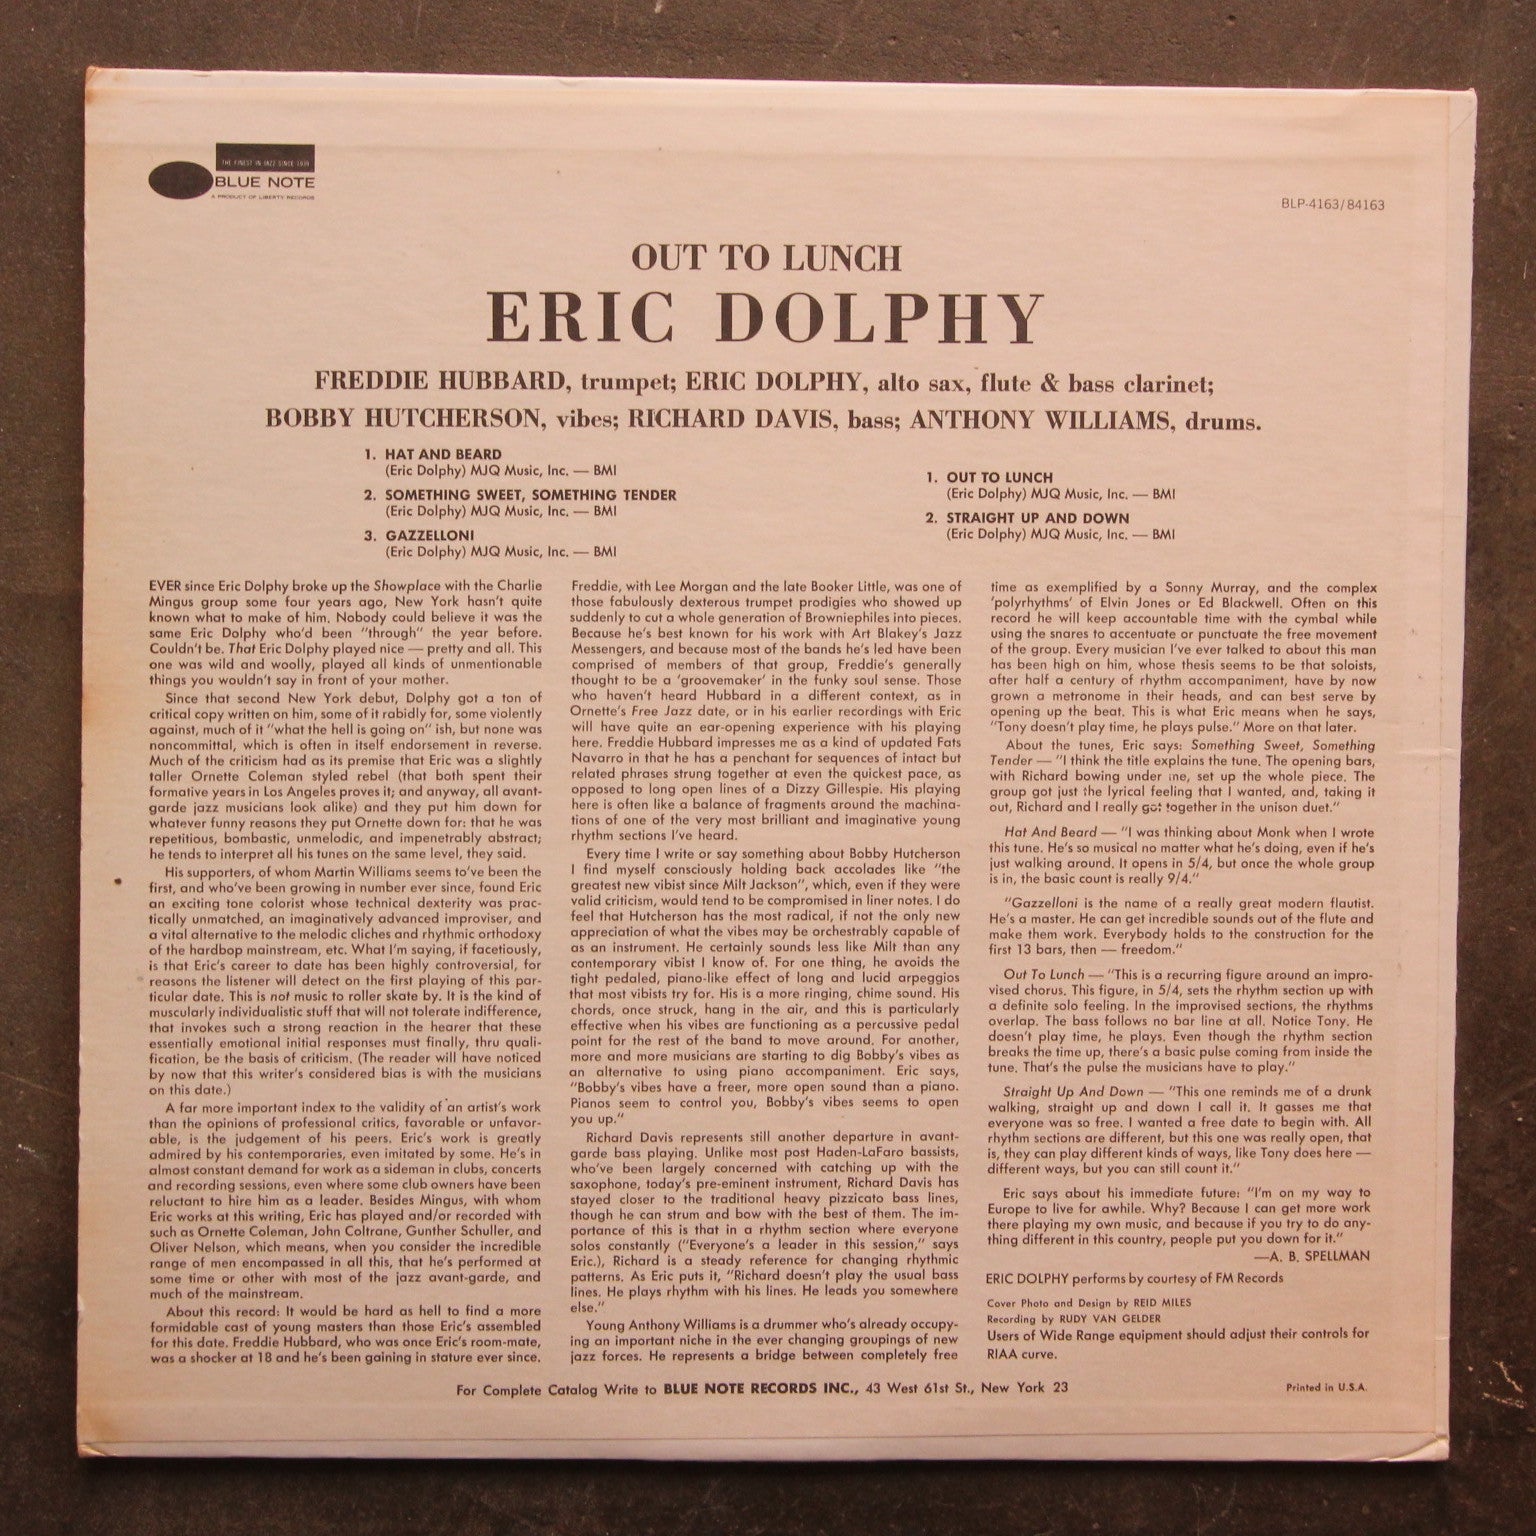 THE FINEST IN JAZZ SINCE 1939
BLUE NOTE
A PRODUCT OF LIBERTY RECORDS
BLP-4163/84163
OUT TO LUNCH
ERIC DOLPHY
FREDDIE HUBBARD, trumpet; ERIC DOLPHY, alto sax, flute & bass clarinet;
BOBBY HUTCHERSON, vibes; RICHARD DAVIS, bass; ANTHONY WILLIAMS, drums.
1. HAT AND BEARD
(Eric Dolphy) MJQ Music, Inc. — BMI
2. SOMETHING SWEET, SOMETHING TENDER
(Eric Dolphy) MJQ Music, Inc. — BMI
3. GAZZELLONI
(Eric Dolphy) MJQ Music, Inc. — BMI
1. OUT TO LUNCH
(Eric Dolphy) MJQ Music, Inc. — BMI
2. STRAIGHT UP AND DOWN
(Eric Dolphy) MJQ Music, Inc. — BMI
EVER since Eric Dolphy broke up the Showplace with the Charlie
Mingus group some four years ago, New York hasn't quite
known what to make of him. Nobody could believe it was the
same Eric Dolphy who'd been "through" the year before.
Couldn't be. That Eric Dolphy played nice — pretty and all. This
one was wild and woolly, played all kinds of unmentionable
things you wouldn't say in front of your mother.
Since that second New York debut, Dolphy got a ton of
critical copy written on him, some of it rabidly for, some violently
against, much of it "what the hell is going on" ish, but none was
noncommittal, which is often in itself endorsement in reverse.
Much of the criticism had as its premise that Eric was a slightly
taller Ornette Coleman styled rebel (that both spent their
formative years in Los Angeles proves it; and anyway, all avant-
garde jazz musicians look alike) and they put him down for
whatever funny reasons they put Ornette down for: that he was
repetitious, bombastic, unmelodic, and impenetrably abstract;
he tends to interpret all his tunes on the same level, they said.
His supporters, of whom Martin Williams seems to've been the
first, and who've been growing in number ever since, found Eric
an exciting tone colorist whose technical dexterity was prac-
tically unmatched, an imaginatively advanced improviser, and
a vital alternative to the melodic cliches and rhythmic orthodoxy
of the hardbop mainstream, etc. What I'm saying, if facetiously,
is that Eric's career to date has been highly controversial, for
reasons the listener will detect on the first playing of this par-
ticular date. This is not music to roller skate by. It is the kind of
muscularly individualistic stuff that will not tolerate indifference,
that invokes such a strong reaction in the hearer that these
essentially emotional initial responses must finally, thru quali-
fication, be the basis of criticism. (The reader will have noticed
by now that this writer's considered bias is with the musicians
on this date.)
A far more important index to the validity of an artist's work
than the opinions of professional critics, favorable or unfavor-
able, is the judgement of his peers. Eric's work is greatly
admired by his contemporaries, even imitated by some. He's in
almost constant demand for work as a sideman in clubs, concerts
and recording sessions, even where some club owners have been
reluctant to hire him as a leader. Besides Mingus, with whom
Eric works at this writing, Eric has played and/or recorded with
such as Ornette Coleman, John Coltrane, Gunther Schuller, and
Oliver Nelson, which means, when you consider the incredible
range of men encompassed in all this, that he's performed at
some time or other with most of the jazz avant-garde, and
much of the mainstream.
About this record: It would be hard as hell to find a more
formidable cast of young masters than those Eric's assembled
for this date. Freddie Hubbard, who was once Eric's room-mate,
was a shocker at 18 and he's been gaining in stature ever since.
Freddie, with Lee Morgan and the late Booker Little, was one of
those fabulously dexterous trumpet prodigies who showed up
suddenly to cut a whole generation of Browniephiles into pieces.
Because he's best known for his work with Art Blakey's Jazz
Messengers, and because most of the bands he's led have been
comprised of members of that group, Freddie's generally
thought to be a 'groovemaker' in the funky soul sense. Those
who haven't heard Hubbard in a different context, as in
Ornette's Free Jazz date, or in his earlier recordings with Eric
will have quite an ear-opening experience with his playing
here. Freddie Hubbard impresses me as a kind of updated Fats
Navarro in that he has a penchant for sequences of intact but
related phrases strung together at even the quickest pace, as
opposed to long open lines of a Dizzy Gillespie. His playing
here is often like a balance of fragments around the machina-
tions of one of the very most brilliant and imaginative young
rhythm sections I've heard.
Every time I write or say something about Bobby Hutcherson
I find myself consciously holding back accolades like "the
greatest new vibist since Milt Jackson", which, even if they were
valid criticism, would tend to be compromised in liner notes. I do
feel that Hutcherson has the most radical, if not the only new
appreciation of what the vibes may be orchestrably capable of
as an instrument. He certainly sounds less like Milt than any
contemporary vibist I know of. For one thing, he avoids the
tight pedaled, piano-like effect of long and lucid arpeggios
that most vibists try for. His is a more ringing, chime sound. His
chords, once struck, hang in the air, and this is particularly
effective when his vibes are functioning as a percussive pedal
point for the rest of the band to move around. For another,
more and more musicians are starting to dig Bobby's vibes as
an alternative to using piano accompaniment. Eric says,
"Bobby's vibes have a freer, more open sound than a piano.
Pianos seem to control you, Bobby's vibes seems to open
you up."
Richard Davis represents still another departure in avant-
garde bass playing. Unlike most post Haden-LaFaro bassists,
who've been largely concerned with catching up with the
saxophone, today's pre-eminent instrument, Richard Davis has
stayed closer to the traditional heavy pizzicato bass lines,
though he can strum and bow with the best of them. The im-
portance of this is that in a rhythm section where everyone
solos constantly ("Everyone's a leader in this session," says
Eric.), Richard is a steady reference for changing rhythmic
patterns. As Eric puts it, "Richard doesn't play the usual bass
lines. He plays rhythm with his lines. He leads you somewhere
else."
Young Anthony Williams is a drummer who's already occupy-
ing an important niche in the ever changing groupings of new
jazz forces. He represents a bridge between completely free
time as exemplified by a Sonny Murray, and the complex
'polyrhythms' of Elvin Jones or Ed Blackwell. Often on this
record he will keep accountable time with the cymbal while
using the snares to accentuate or punctuate the free movement
of the group. Every musician I've ever talked to about this man
has been high on him, whose thesis seems to be that soloists,
after half a century of rhythm accompaniment, have by now
grown a metronome in their heads, and can best serve by
opening up the beat. This is what Eric means when he says,
"Tony doesn't play time, he plays pulse." More on that later.
About the tunes, Eric says: Something Sweet, Something
Tender — "I think the title explains the tune. The opening bars,
with Richard bowing under me, set up the whole piece. The
group got just the lyrical feeling that I wanted, and, taking it
out, Richard and I really got together in the unison duet."
Hat And Beard — "I was thinking about Monk when I wrote
this tune. He's so musical no matter what he's doing, even if he's
just walking around. It opens in 5/4, but once the whole group
is in, the basic count is really 9/4."
"Gazzelloni is the name of a really great modern flautist.
He's a master. He can get incredible sounds out of the flute and
make them work. Everybody holds to the construction for the
first 13 bars, then — freedom."
Out To Lunch — "This is a recurring figure around an impro-
vised chorus. This figure, in 5/4, sets the rhythm section up with
a definite solo feeling. In the improvised sections, the rhythms
overlap. The bass follows no bar line at all. Notice Tony. He
doesn't play time, he plays. Even though the rhythm section
breaks the time up, there's a basic pulse coming from inside the
tune. That's the pulse the musicians have to play."
Straight Up And Down — "This one reminds me of a drunk
walking, straight up and down I call it. It gasses me that
everyone was so free. I wanted a free date to begin with. All
rhythm sections are different, but this one was really open, that
is, they can play different kinds of ways, like Tony does here —
different ways, but you can still count it."
Eric says about his immediate future: "I'm on my way to
Europe to live for awhile. Why? Because I can get more work
there playing my own music, and because if you try to do any-
thing different in this country, people put you down for it."
—A. B. SPELLMAN
ERIC DOLPHY performs by courtesy of FM Records
Cover Photo and Design by REID MILES
Recording by RUDY VAN GELDER
Users of Wide Range equipment should adjust their controls for
RIAA curve.
For Complete Catalog Write to BLUE NOTE RECORDS INC., 43 West 61st St., New York 23
Printed in U.S.A.